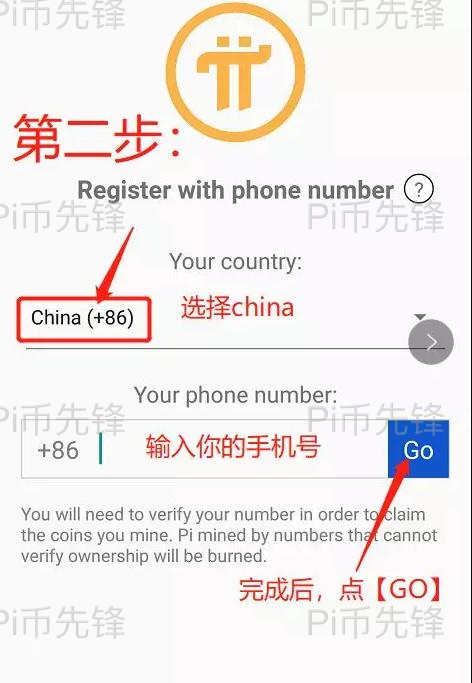 Pi币先锋 Pi币先锋
第二步：
Register with phone number ?
Pi币先锋 Pi币先锋
Your country:
China (+86) 选择china
Your phone number:
Pi币先锋 Pi币先锋
+86 输入你的手机号 Go
You will need to verify your number in order to claim
the coins you mine. Pi mined by numbers that cannot
verify ownership will be burned.
完成后，点【GO】
Pi币先锋 Pi币先锋